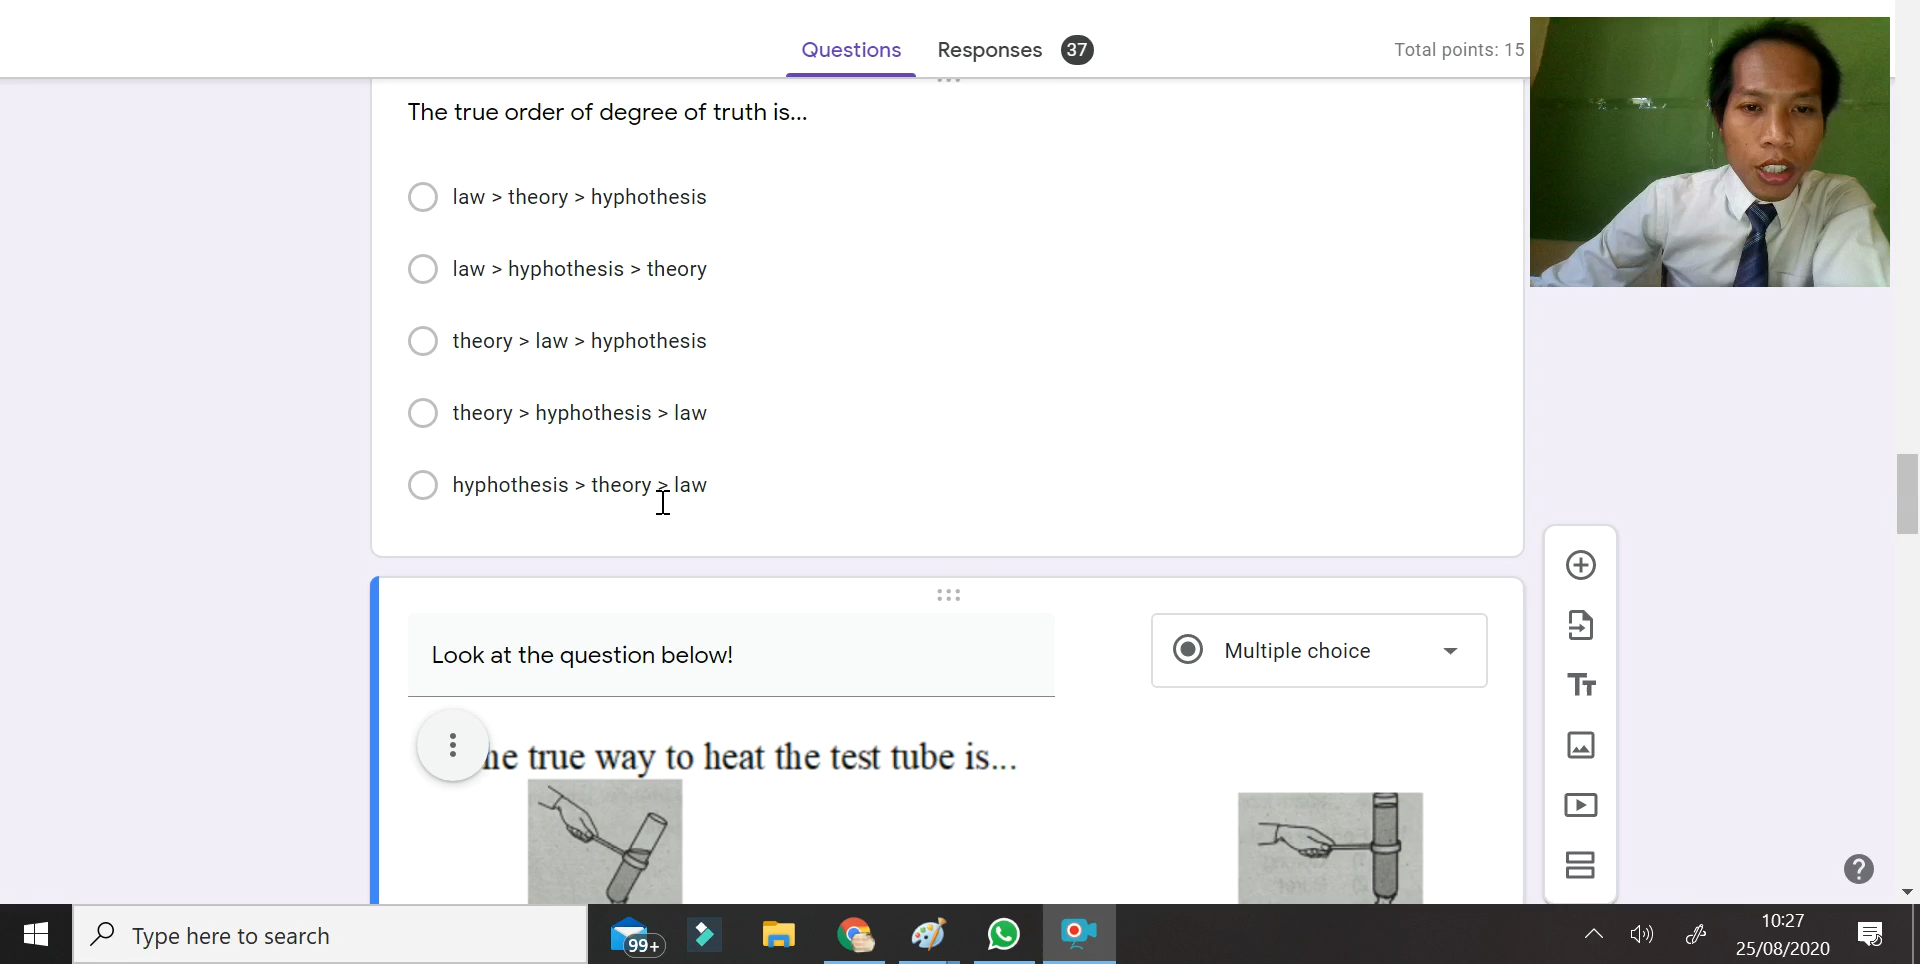 Questions
Responses 37
Total points: 15
The true order of degree of truth is...
law > theory > hyphothesis
law > hyphothesis > theory
theory > law > hyphothesis
theory > hyphothesis > law
hyphothesis > theory > law
Look at the question below!
Multiple choice
he true way to heat the test tube is...
Type here to search
99+
10:27
25/08/2020